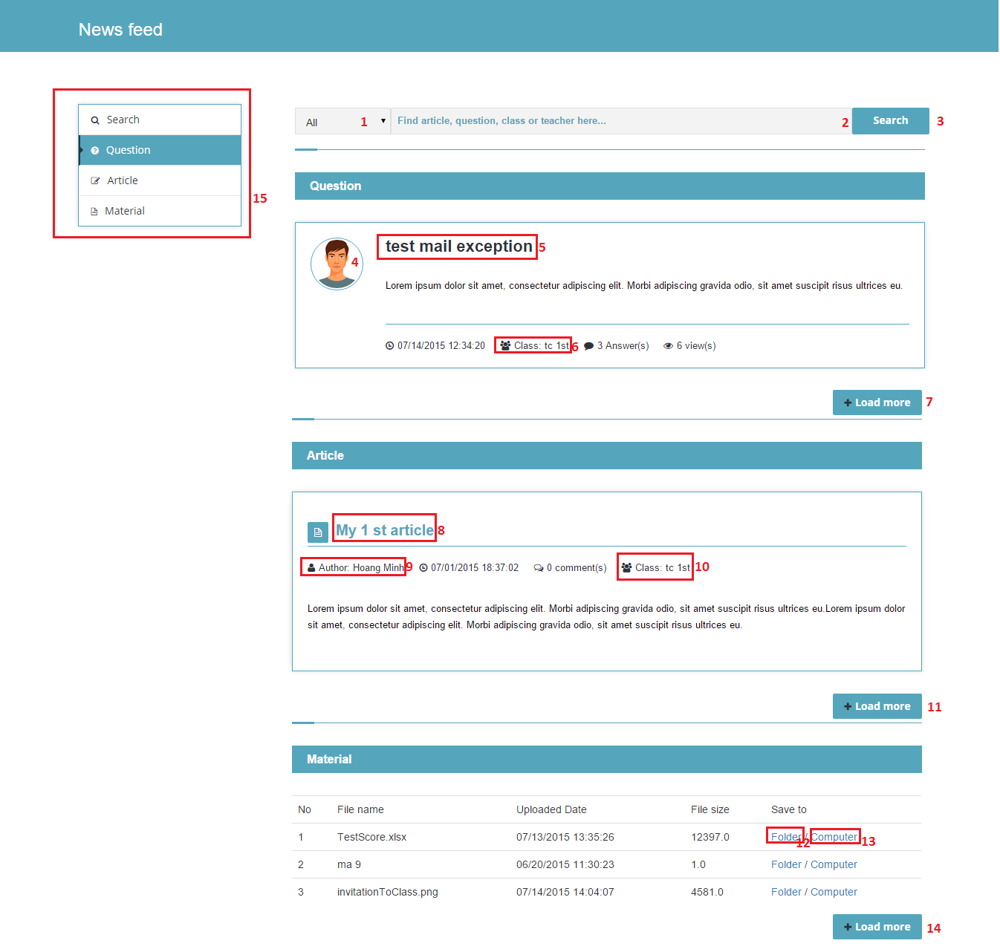 News feed
Search
Question
Article
Material
15
All 1
Find article, question, class or teacher here... 2
Search 3
Question
4
test mail exception 5
Lorem ipsum dolor sit amet, consectetur adipiscing elit. Morbi adipiscing gravida odio, sit amet suscipit risus ultrices eu.
07/14/2015 12:34:20 Class: tc 1st 6 3 Answer(s) 6 view(s)
Load more 7
Article
My 1 st article 8
Author: Hoang Minh 9 07/01/2015 18:37:02 0 comment(s) Class: tc 1st 10
Lorem ipsum dolor sit amet, consectetur adipiscing elit. Morbi adipiscing gravida odio, sit amet suscipit risus ultrices eu.Lorem ipsum dolor
sit amet, consectetur adipiscing elit. Morbi adipiscing gravida odio, sit amet suscipit risus ultrices eu.
Load more 11
Material
No File name Uploaded Date File size Save to
1 TestScore.xlsx 07/13/2015 13:35:26 12397.0 Folder / Computer 12 13
2 ma 9 06/20/2015 11:30:23 1.0 Folder / Computer
3 invitationToClass.png 07/14/2015 14:04:07 4581.0 Folder / Computer
Load more 14